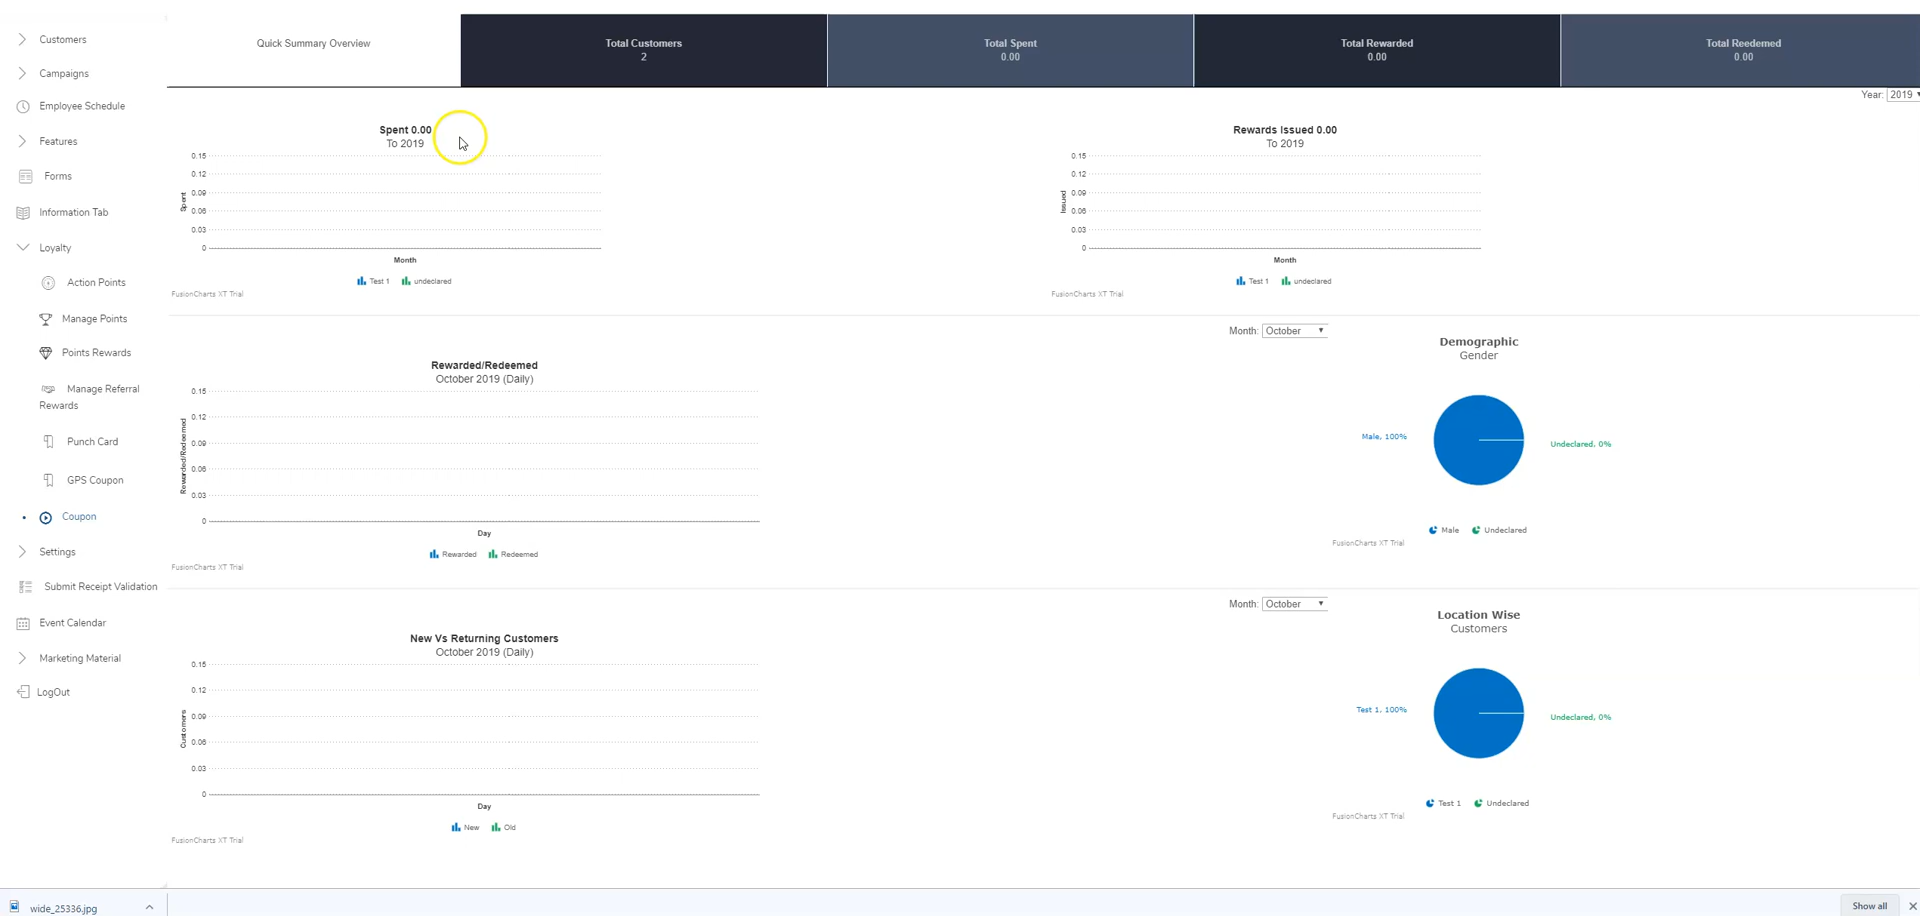 Customers
Campaigns
Employee Schedule
Features
Forms
Information Tab
Loyalty
Action Points
Manage Points
Points Rewards
Manage Referral
Rewards
Punch Card
GPS Coupon
Coupon
Settings
Submit Receipt Validation
Event Calendar
Marketing Material
LogOut
Quick Summary Overview
Total Customers
2
Total Spent
0.00
Total Rewarded
0.00
Total Reedemed
0.00
Year: 2019
Spent 0.00
To 2019
0.15
0.12
0.09
0.06
0.03
0
Spent
Month
Test 1 undeclared
FusionCharts XT Trial
Rewards Issued 0.00
To 2019
0.15
0.12
0.09
0.06
0.03
0
Issued
Month
Test 1 undeclared
FusionCharts XT Trial
Rewarded/Redeemed
October 2019 (Daily)
0.15
0.12
0.09
0.06
0.03
0
Rewarded/Redeemed
Day
Rewarded Redeemed
FusionCharts XT Trial
Month: October
Demographic
Gender
Male, 100%
Undeclared, 0%
Male Undeclared
FusionCharts XT Trial
New Vs Returning Customers
October 2019 (Daily)
0.15
0.12
0.09
0.06
0.03
0
Customers
Day
New Old
FusionCharts XT Trial
Month: October
Location Wise
Customers
Test 1, 100%
Undeclared, 0%
Test 1 Undeclared
FusionCharts XT Trial
wide_25336.jpg
Show all